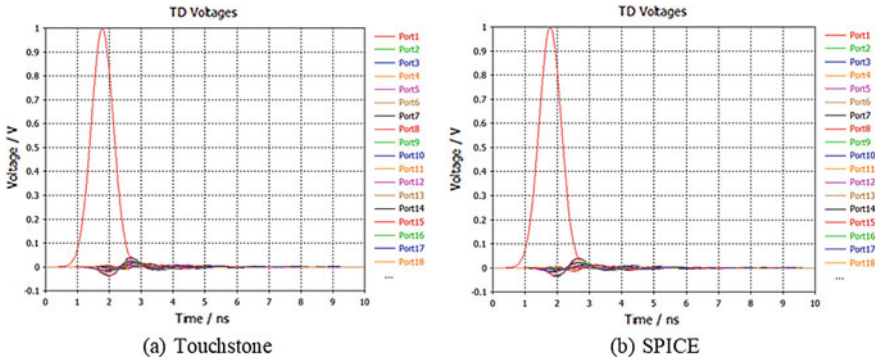 TD Voltages
1
0.9
0.8
0.7
0.6
0.5
0.4
0.3
0.2
0.1
0
-0.1
Voltage / V
0 1 2 3 4 5 6 7 8 9 10
Time / ns
Port1
Port2
Port3
Port4
Port5
Port6
Port7
Port8
Port9
Port10
Port11
Port12
Port13
Port14
Port15
Port16
Port17
Port18
...
(a) Touchstone
TD Voltages
1
0.9
0.8
0.7
0.6
0.5
0.4
0.3
0.2
0.1
0
-0.1
Voltage / V
0 1 2 3 4 5 6 7 8 9 10
Time / ns
Port1
Port2
Port3
Port4
Port5
Port6
Port7
Port8
Port9
Port10
Port11
Port12
Port13
Port14
Port15
Port16
Port17
Port18
...
(b) SPICE